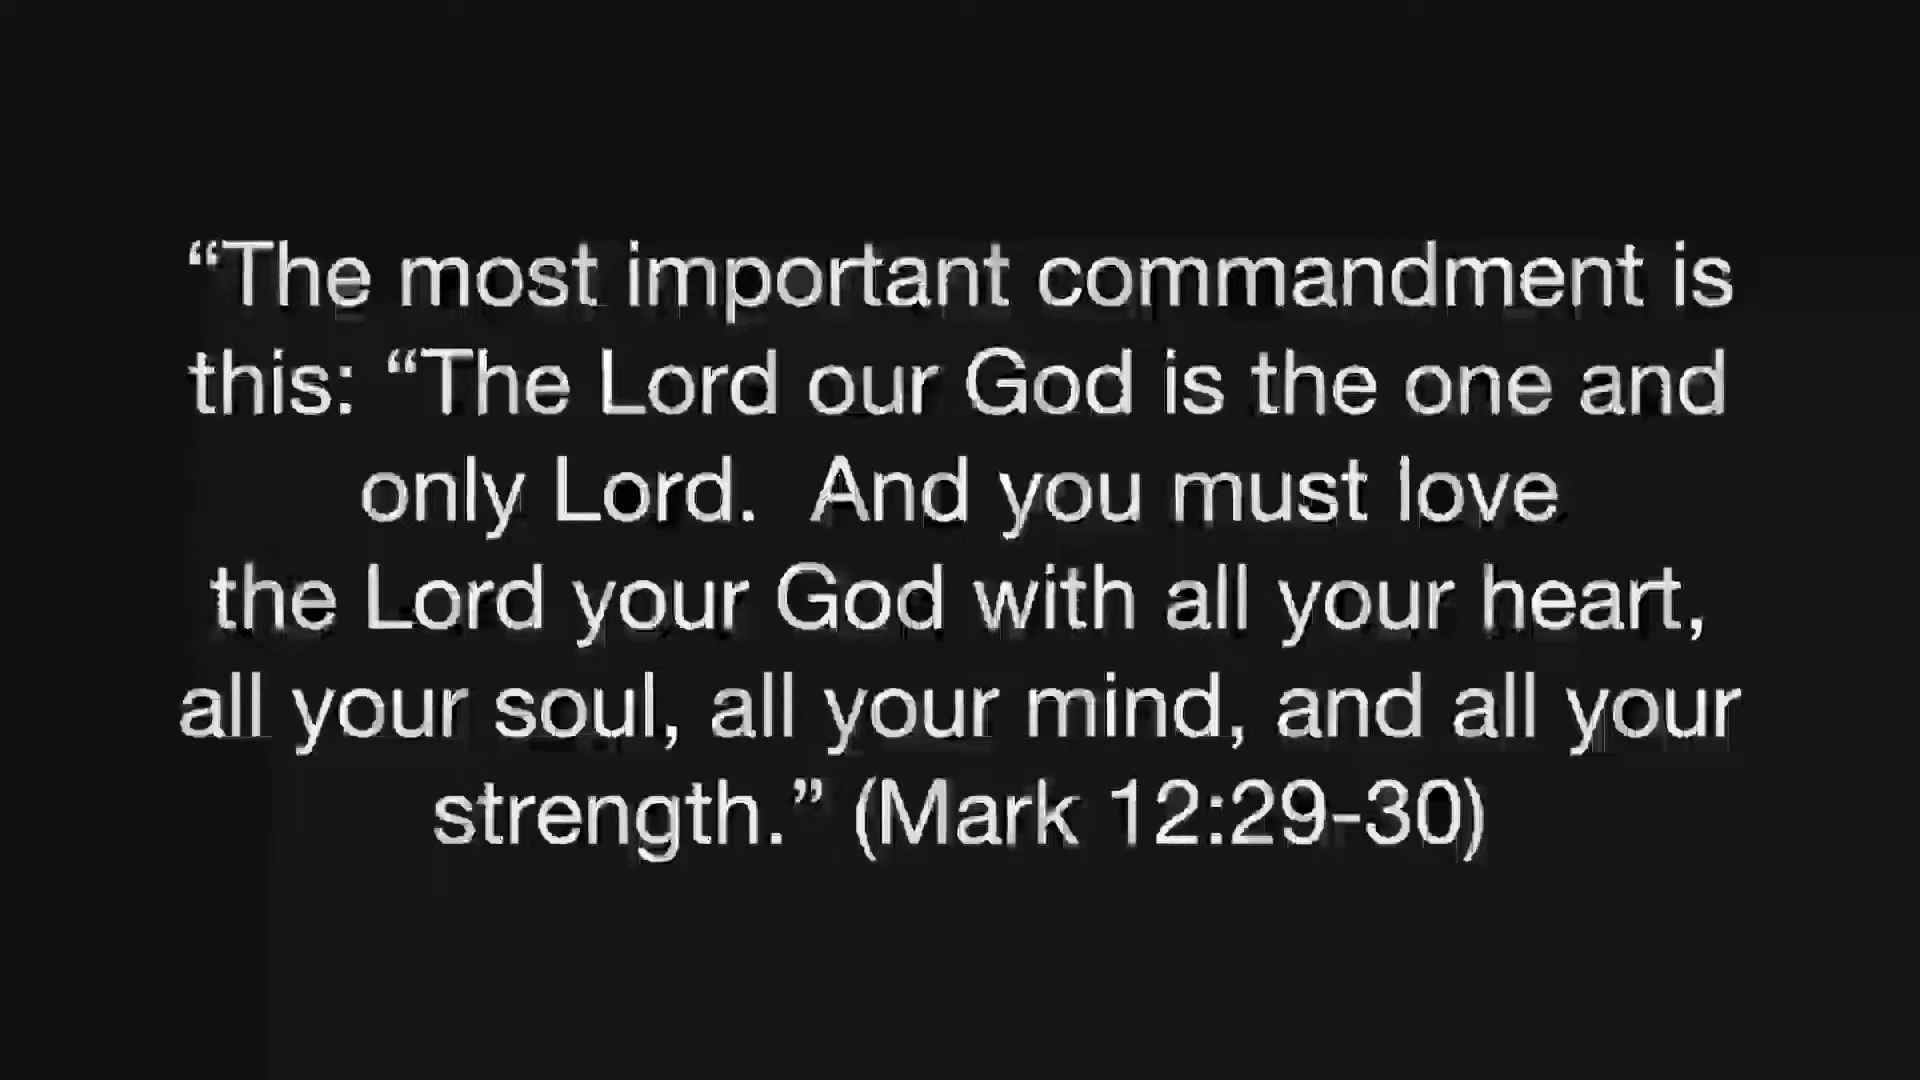 “The most important commandment is
this: “The Lord our God is the one and
only Lord.  And you must love
the Lord your God with all your heart,
all your soul, all your mind, and all your
strength.” (Mark 12:29-30)